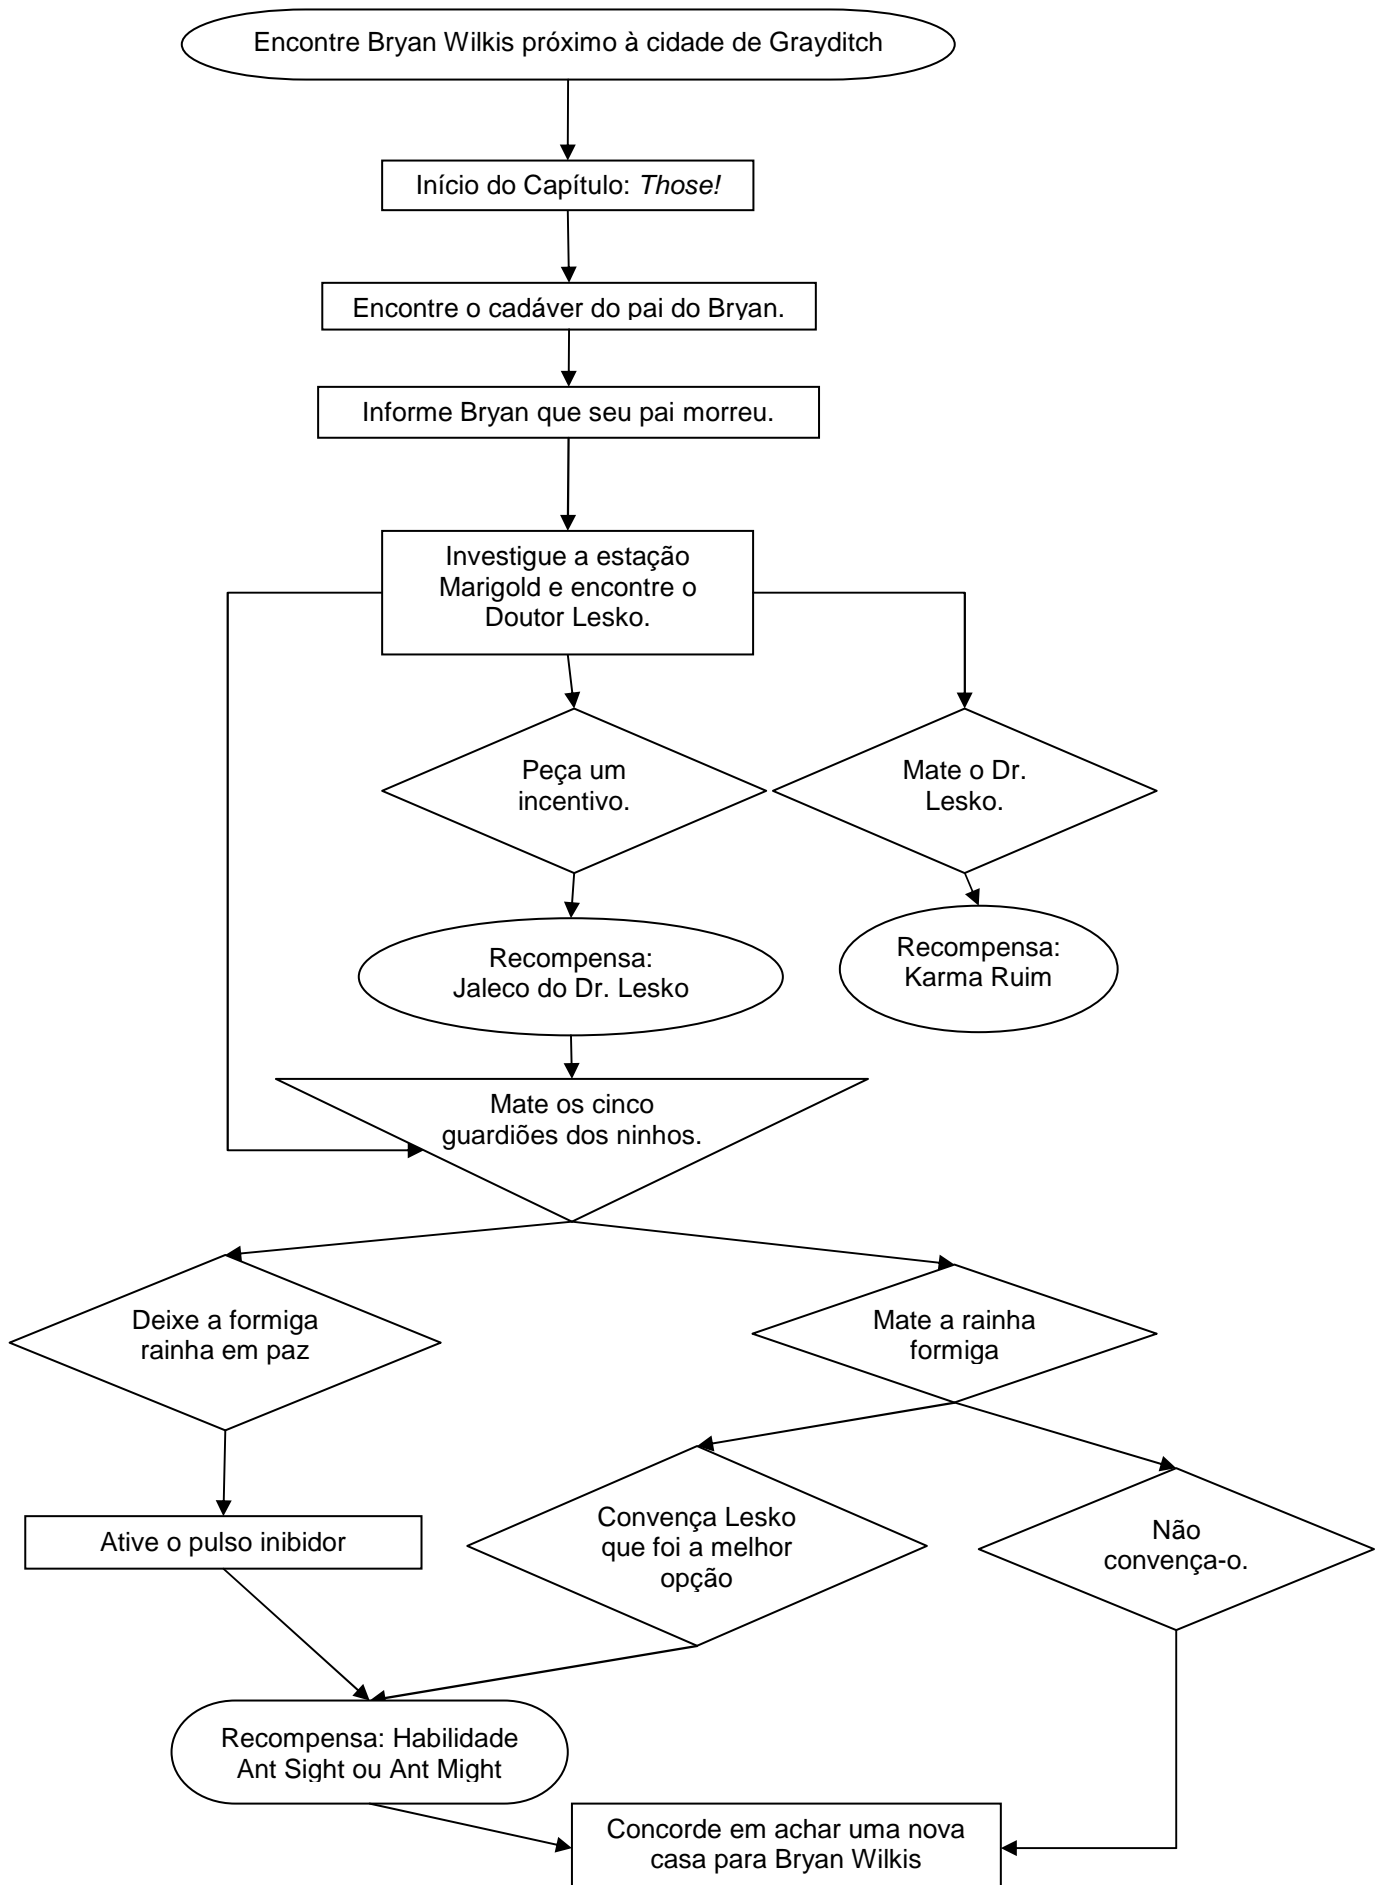 Encontre Bryan Wilkis próximo à cidade de Grayditch
Início do Capítulo: Those!
Encontre o cadáver do pai do Bryan.
Informe Bryan que seu pai morreu.
Investigue a estação
Marigold e encontre o
Doutor Lesko.
Peça um
incentivo.
Mate o Dr.
Lesko.
Recompensa:
Jaleco do Dr. Lesko
Recompensa:
Karma Ruim
Mate os cinco
guardiões dos ninhos.
Deixe a formiga
rainha em paz
Mate a rainha
formiga
Ative o pulso inibidor
Convença Lesko
que foi a melhor
opção
Não
convença-o.
Recompensa: Habilidade
Ant Sight ou Ant Might
Concorde em achar uma nova
casa para Bryan Wilkis